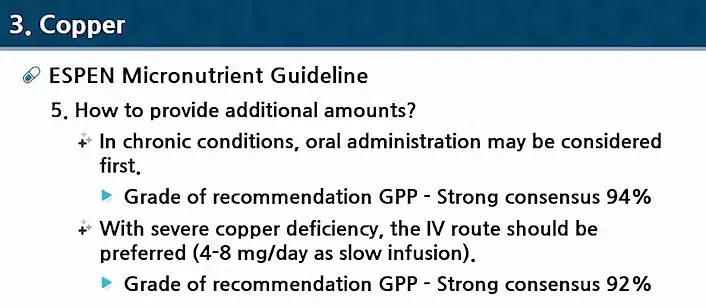 3. Copper
ESPEN Micronutrient Guideline
5. How to provide additional amounts?
In chronic conditions, oral administration may be considered
first.
Grade of recommendation GPP - Strong consensus 94%
With severe copper deficiency, the IV route should be
preferred (4-8 mg/day as slow infusion).
Grade of recommendation GPP - Strong consensus 92%